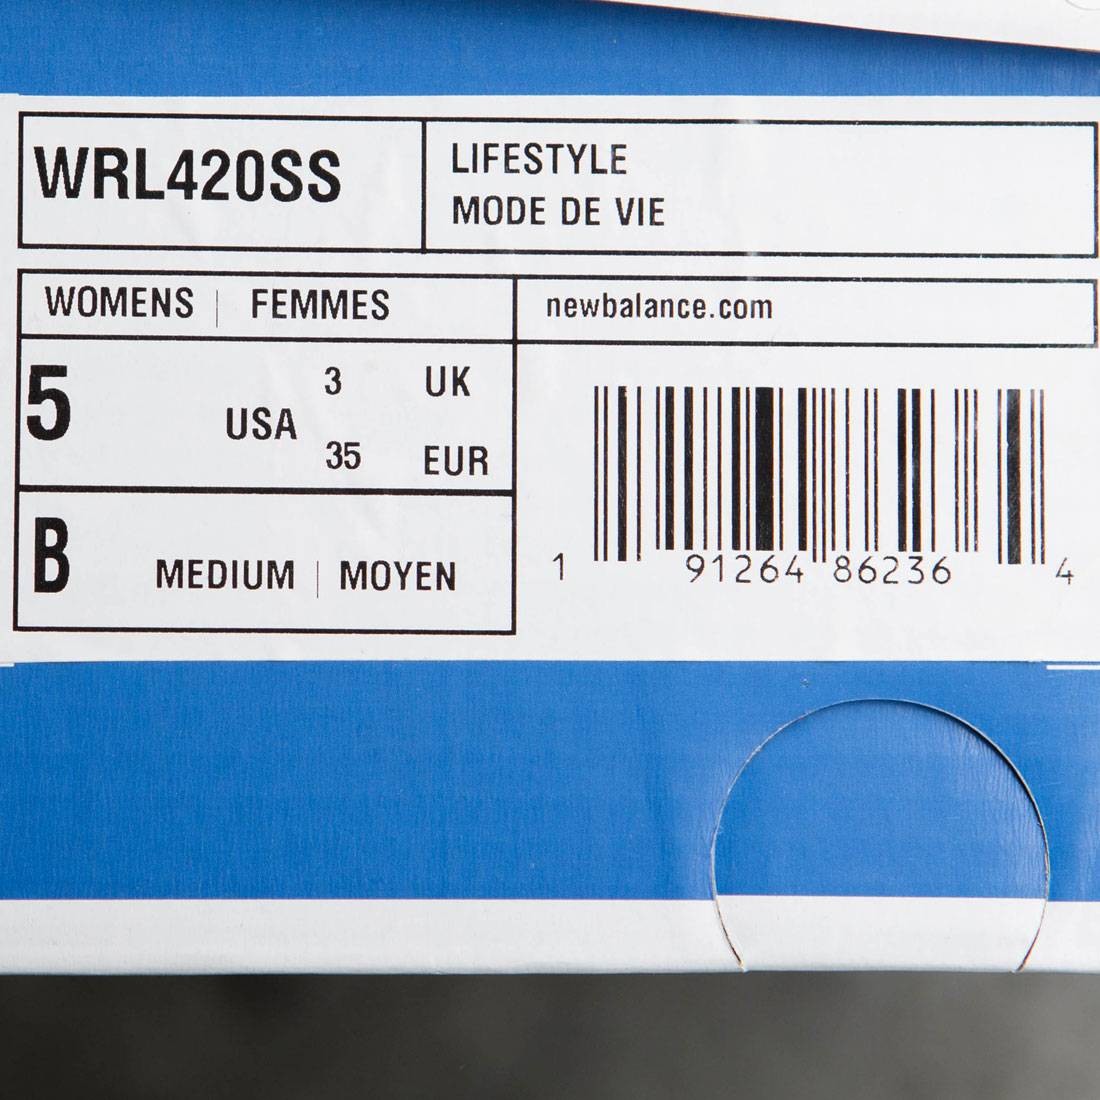 WRL420SS
LIFESTYLE
MODE DE VIE
WOMENS | FEMMES
newbalance.com
5 USA 3 UK
35 EUR
B MEDIUM | MOYEN
1 91264 86236 4